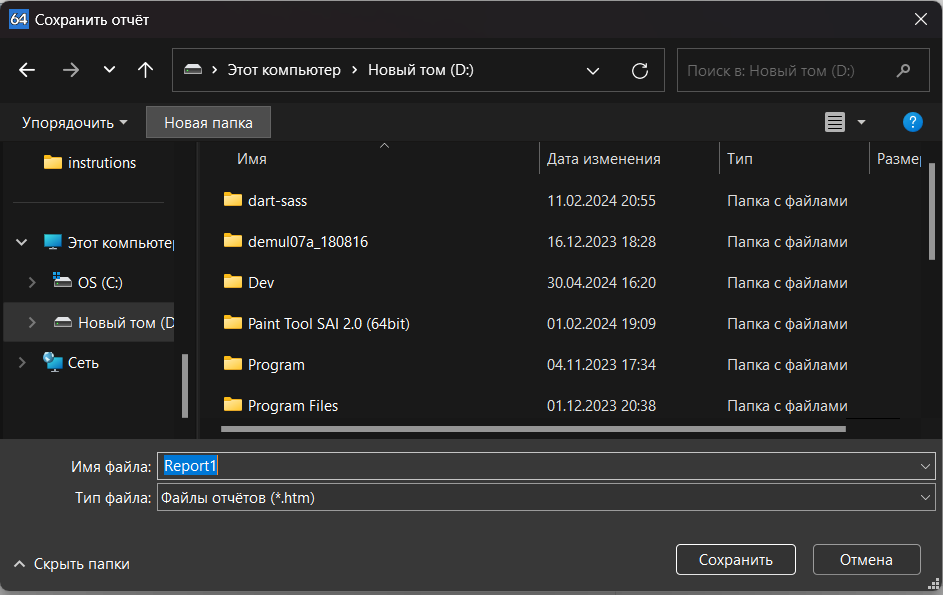 64 Сохранить отчёт
Этот компьютер › Новый том (D:)
Поиск в: Новый том (D:)
Упорядочить
Новая папка
?
instrutions
Этот компьютер
OS (C:)
Новый том (D
Сеть
Имя Дата изменения Тип Размер
dart-sass 11.02.2024 20:55 Папка с файлами
demul07a_180816 16.12.2023 18:28 Папка с файлами
Dev 30.04.2024 16:20 Папка с файлами
Paint Tool SAI 2.0 (64bit) 01.02.2024 19:09 Папка с файлами
Program 04.11.2023 17:34 Папка с файлами
Program Files 01.12.2023 20:38 Папка с файлами
Имя файла: Report1
Тип файла: Файлы отчётов (*.htm)
Скрыть папки
Сохранить
Отмена